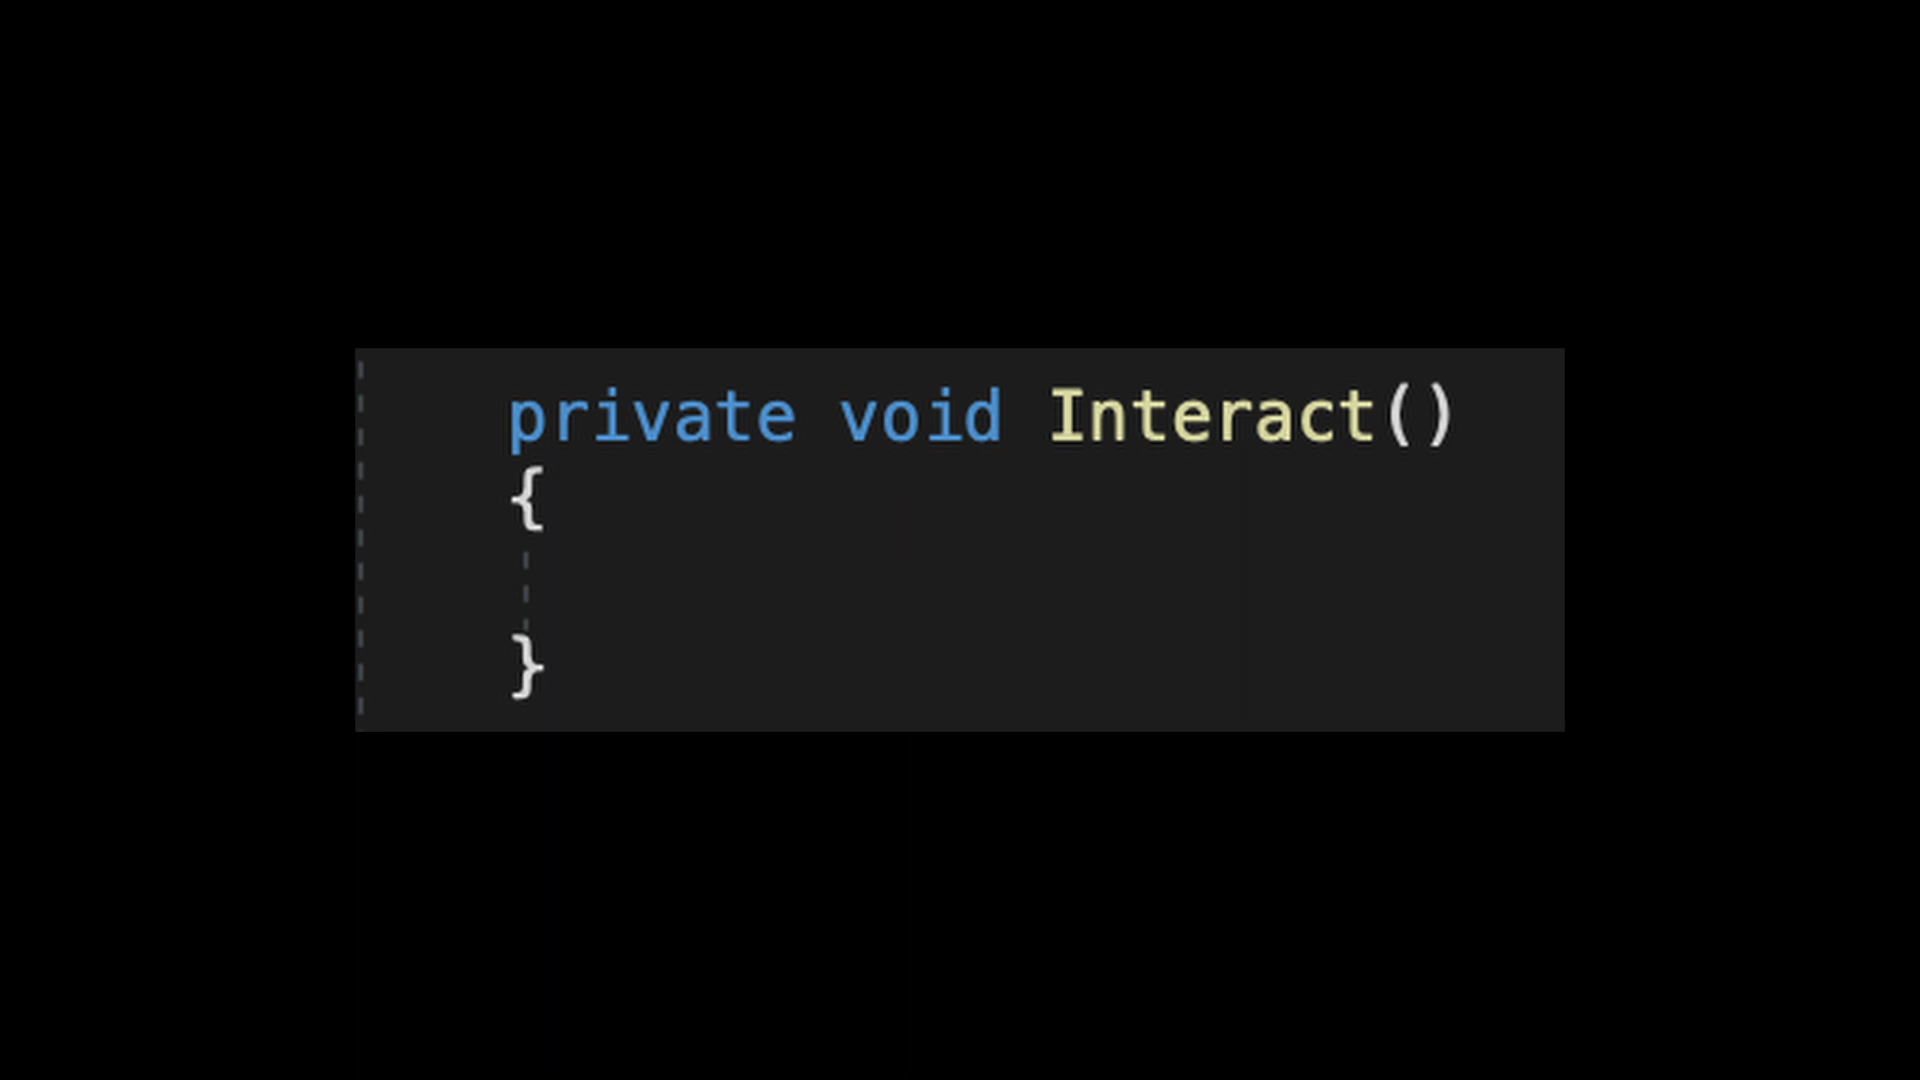 private void Interact()
{
}